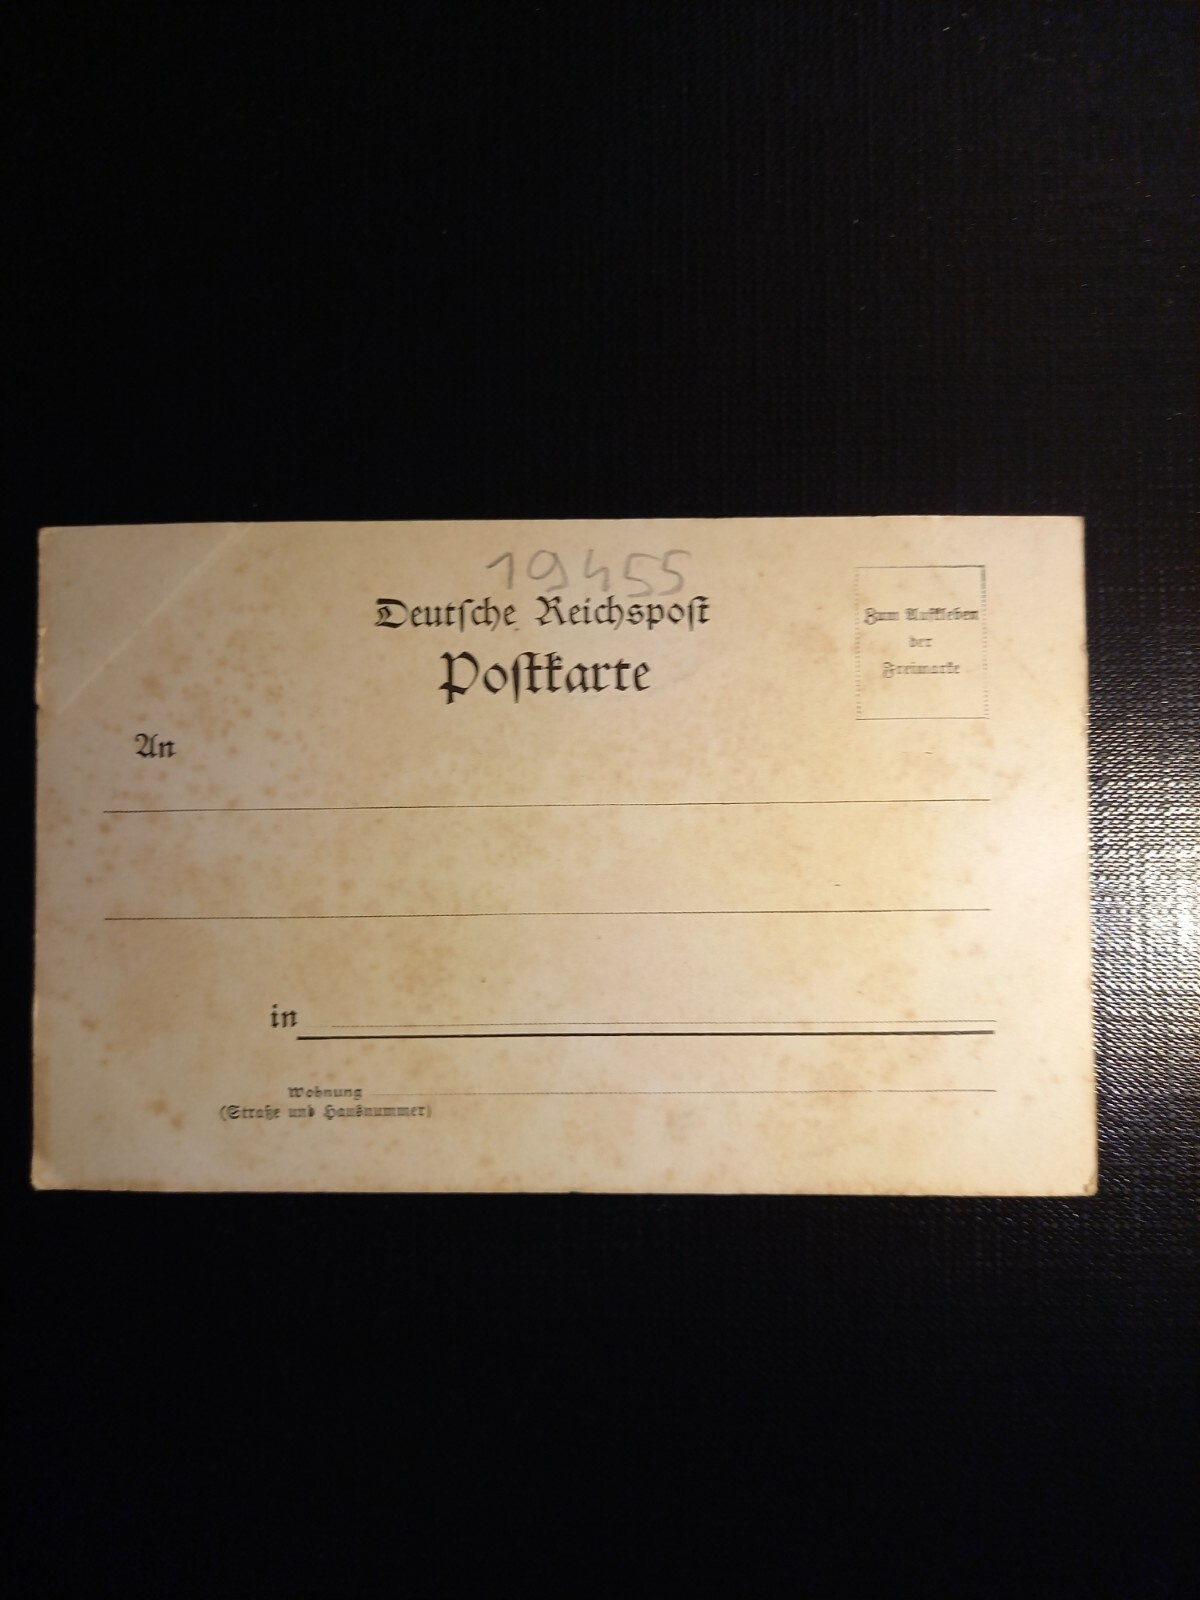 19455
Deutſche Reichspoſt
Poſtkarte
Zum Aufkleben
der
Freimarke
An
in
Wohnung
(Straße und Hausnummer)